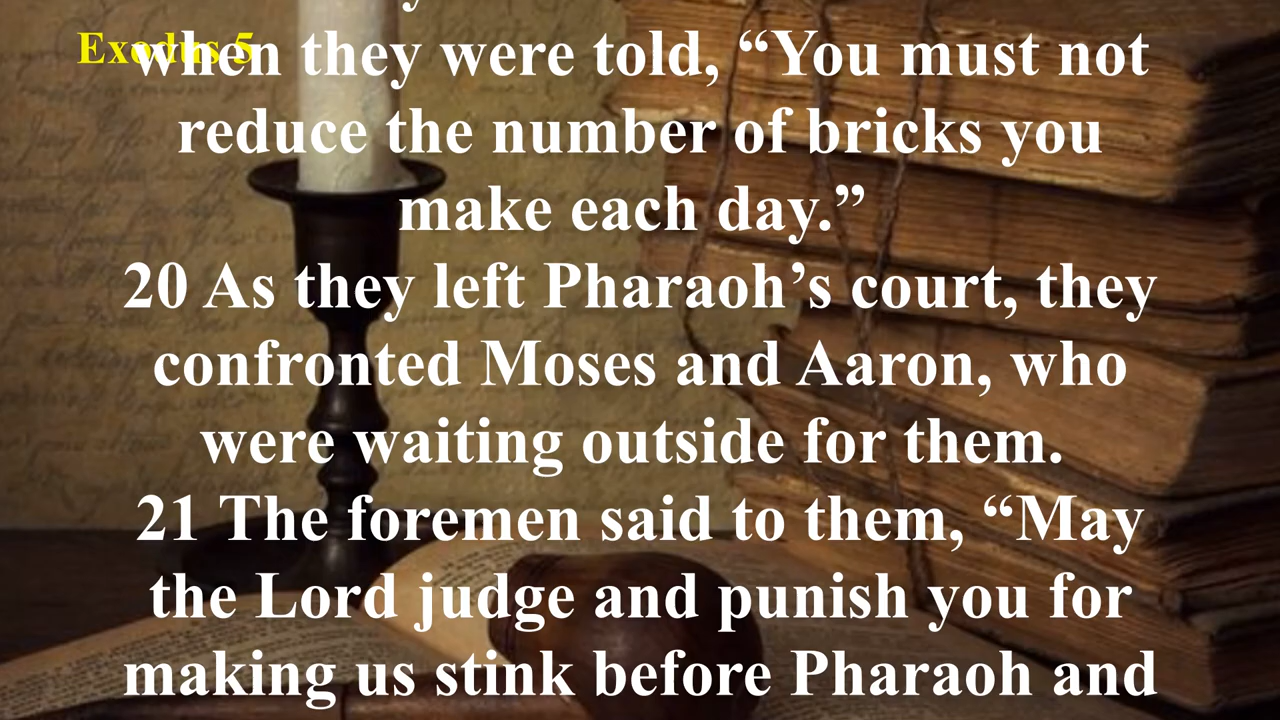 Exodus 5
when they were told, “You must not
reduce the number of bricks you
make each day.”
20 As they left Pharaoh’s court, they
confronted Moses and Aaron, who
were waiting outside for them.
21 The foremen said to them, “May
the Lord judge and punish you for
making us stink before Pharaoh and